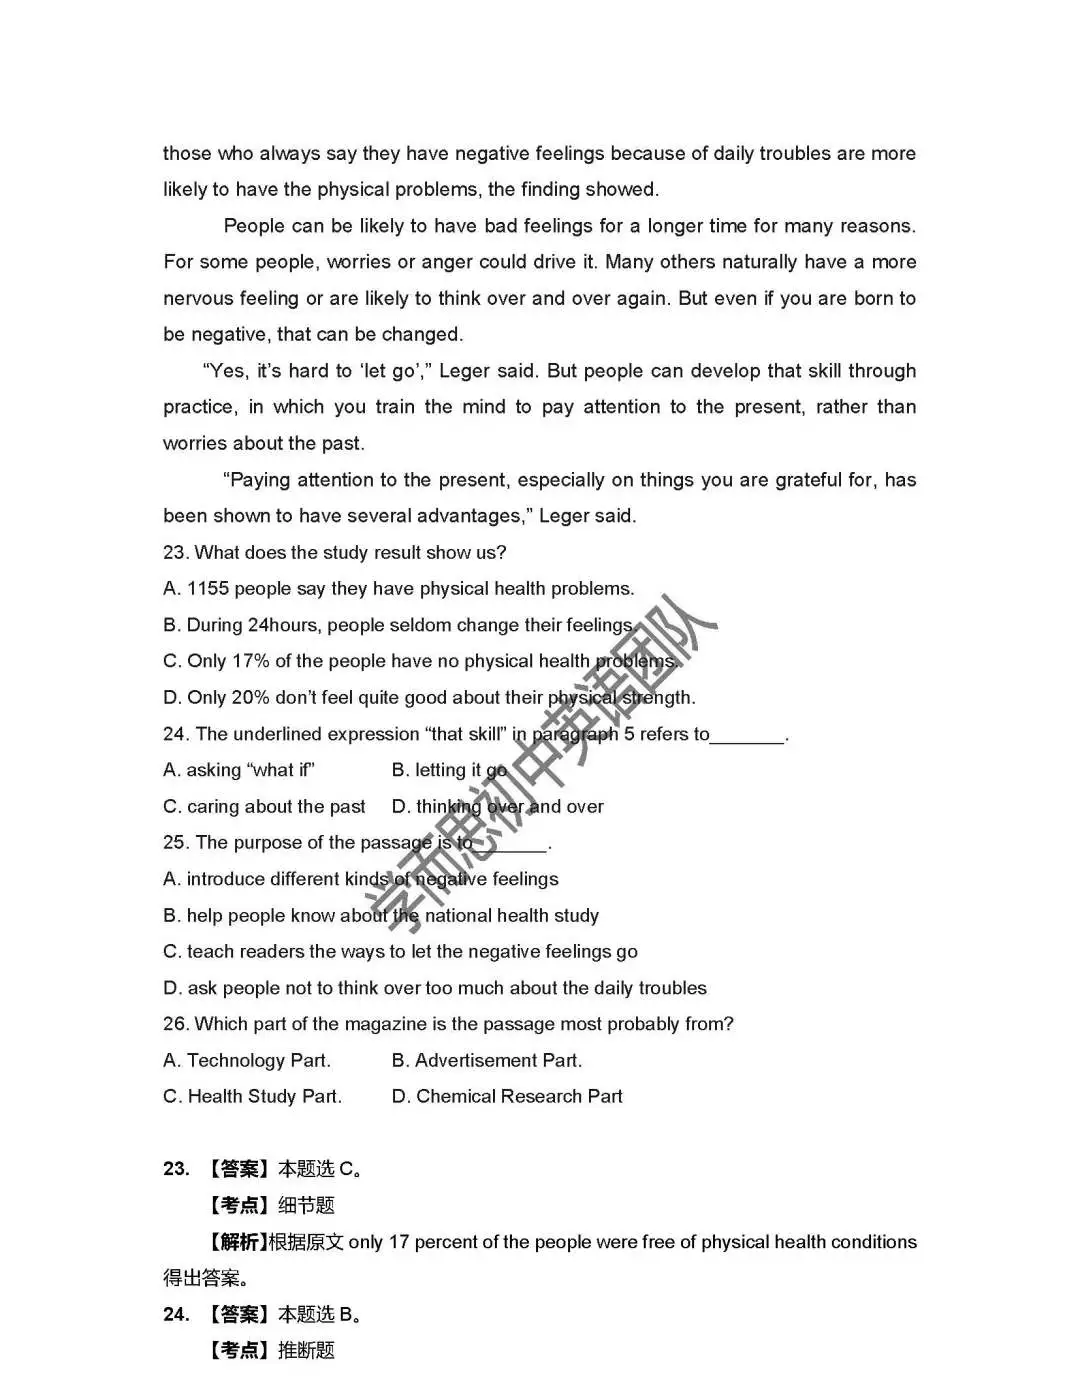 those who always say they have negative feelings because of daily troubles are more
likely to have the physical problems, the finding showed.
People can be likely to have bad feelings for a longer time for many reasons.
For some people, worries or anger could drive it. Many others naturally have a more
nervous feeling or are likely to think over and over again. But even if you are born to
be negative, that can be changed.
“Yes, it’s hard to ‘let go’,” Leger said. But people can develop that skill through
practice, in which you train the mind to pay attention to the present, rather than
worries about the past.
“Paying attention to the present, especially on things you are grateful for, has
been shown to have several advantages,” Leger said.
23. What does the study result show us?
A. 1155 people say they have physical health problems.
B. During 24hours, people seldom change their feelings.
C. Only 17% of the people have no physical health problems.
D. Only 20% don’t feel quite good about their physical strength.
24. The underlined expression “that skill” in paragraph 5 refers to_______.
A. asking “what if” B. letting it go
C. caring about the past D. thinking over and over
25. The purpose of the passage is to_______.
A. introduce different kinds of negative feelings
B. help people know about the national health study
C. teach readers the ways to let the negative feelings go
D. ask people not to think over too much about the daily troubles
26. Which part of the magazine is the passage most probably from?
A. Technology Part. B. Advertisement Part.
C. Health Study Part. D. Chemical Research Part
23. 【答案】本题选 C。
【考点】细节题
【解析】根据原文 only 17 percent of the people were free of physical health conditions
得出答案。
24. 【答案】本题选 B。
【考点】推断题
学而思初中英语团队